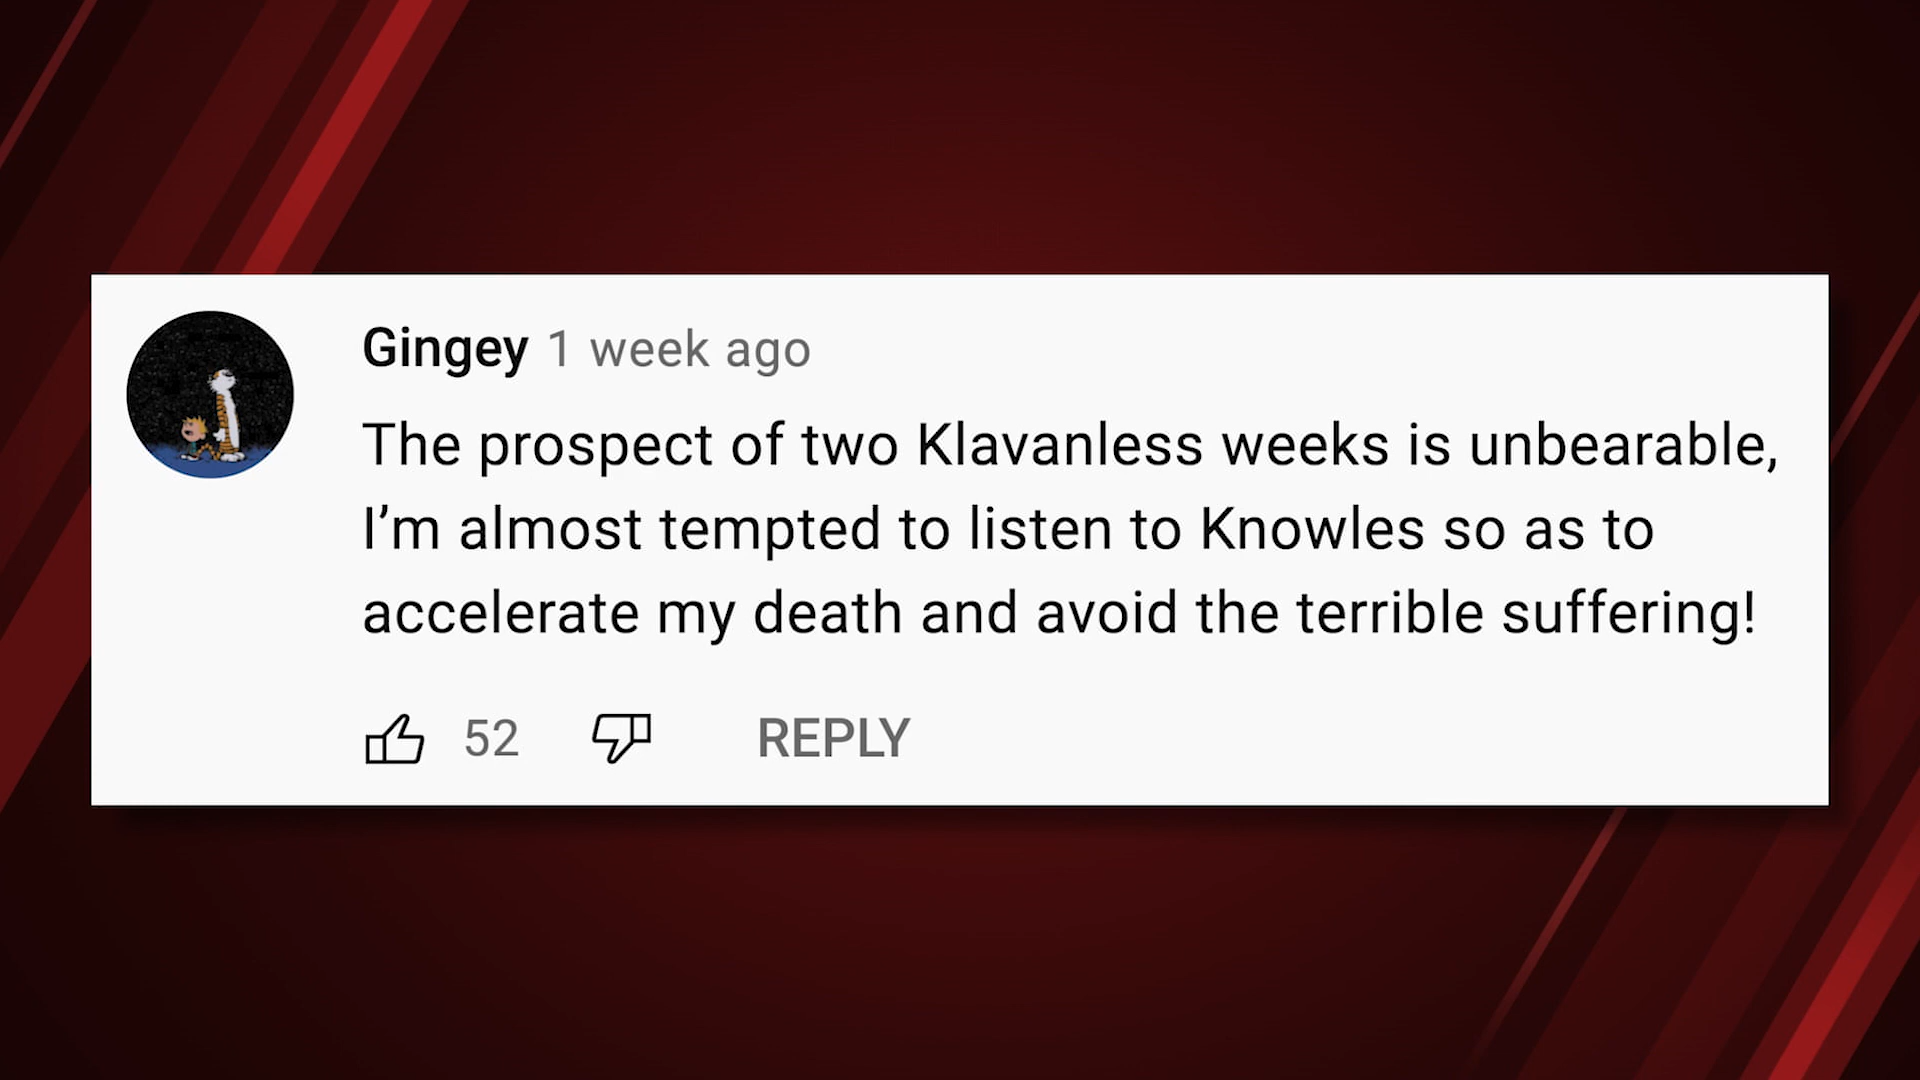 Gingey 1 week ago
The prospect of two Klavanless weeks is unbearable,
I’m almost tempted to listen to Knowles so as to
accelerate my death and avoid the terrible suffering!
52 REPLY